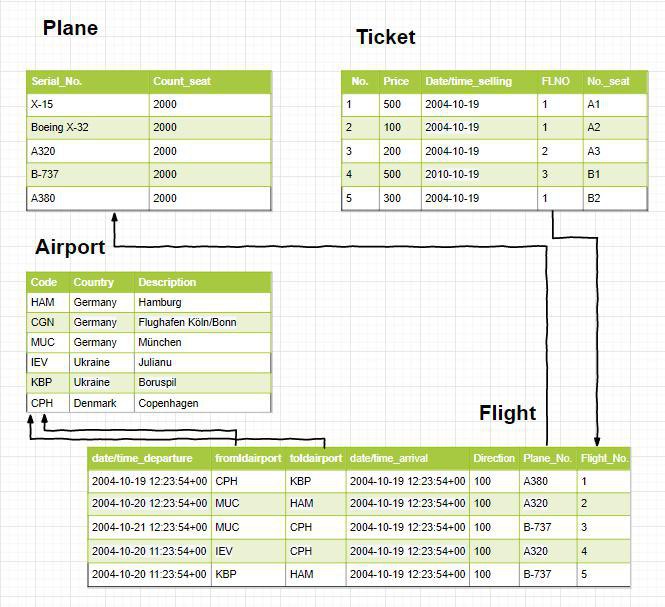 Plane
Serial_No. Count_seat
X-15 2000
Boeing X-32 2000
A320 2000
B-737 2000
A380 2000
Ticket
No. Price Date/time_selling FLNO No._seat
1 500 2004-10-19 1 A1
2 100 2004-10-19 1 A2
3 200 2004-10-19 2 A3
4 500 2010-10-19 3 B1
5 300 2004-10-19 1 B2
Airport
Code Country Description
HAM Germany Hamburg
CGN Germany Flughafen Köln/Bonn
MUC Germany München
IEV Ukraine Julianu
KBP Ukraine Boruspil
CPH Denmark Copenhagen
Flight
date/time_departure fromIdairport toIdairport date/time_arrival Direction Plane_No. Flight_No.
2004-10-19 12:23:54+00 CPH KBP 2004-10-19 12:23:54+00 100 A380 1
2004-10-20 12:23:54+00 MUC HAM 2004-10-19 12:23:54+00 100 A320 2
2004-10-21 12:23:54+00 MUC CPH 2004-10-19 12:23:54+00 100 B-737 3
2004-10-20 11:23:54+00 IEV CPH 2004-10-19 12:23:54+00 100 A320 4
2004-10-20 11:23:54+00 KBP HAM 2004-10-19 12:23:54+00 100 B-737 5